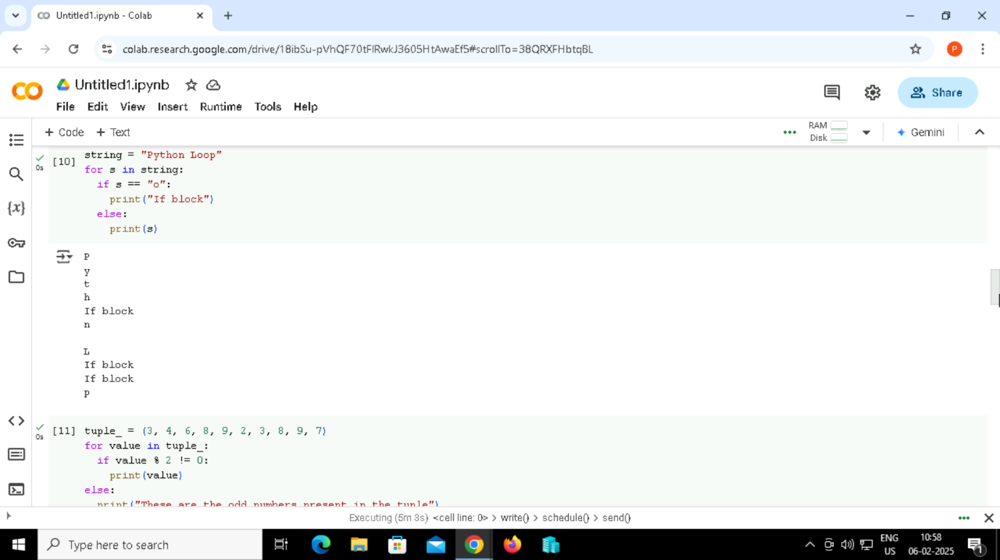 Untitled1.ipynb - Colab
colab.research.google.com/drive/18ibSu-pVhQF70tFIRwkJ3605HtAwaEf5#scrollTo=38QRXFHbtqBL
P
CO
Untitled1.ipynb
Share
File Edit View Insert Runtime Tools Help
+ Code + Text
RAM
Disk
Gemini
[10]
0s
string = "Python Loop"
for s in string:
if s == "o":
print("If block")
else:
print(s)
P
y
t
h
If block
n
L
If block
If block
p
[11] tuple_ = (3, 4, 6, 8, 9, 2, 3, 8, 9, 7)
0s
for value in tuple_:
if value % 2 != 0:
print(value)
else:
print("These are the odd numbers present in the tuple")
Executing (5m 3s) <cell line: 0> > write() > schedule() > send()
Type here to search
ENG
US
10:58
06-02-2025
1